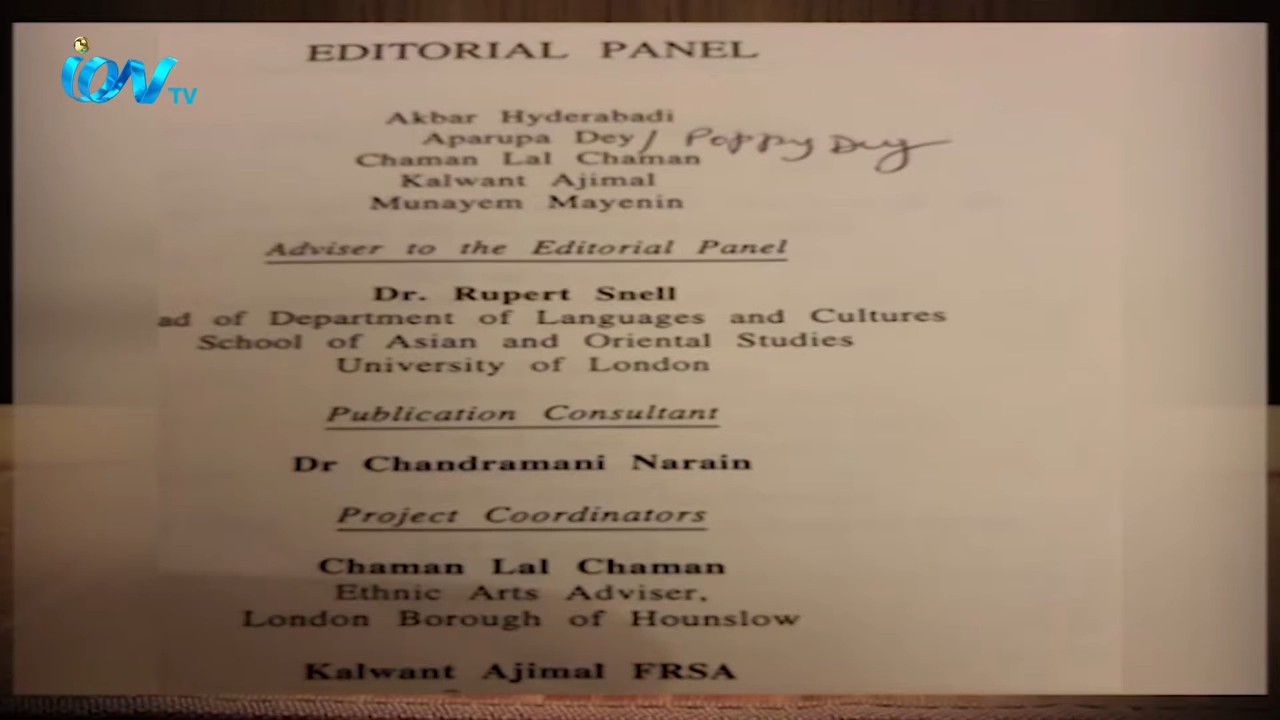 iON TV
EDITORIAL PANEL
Akbar Hyderabadi
Aparupa Dey / Poppy Dey
Chaman Lal Chaman
Kalwant Ajimal
Munayem Mayenin
Adviser to the Editorial Panel
Dr. Rupert Snell
ad of Department of Languages and Cultures
School of Asian and Oriental Studies
University of London
Publication Consultant
Dr Chandramani Narain
Project Coordinators
Chaman Lal Chaman
Ethnic Arts Adviser,
London Borough of Hounslow
Kalwant Ajimal FRSA